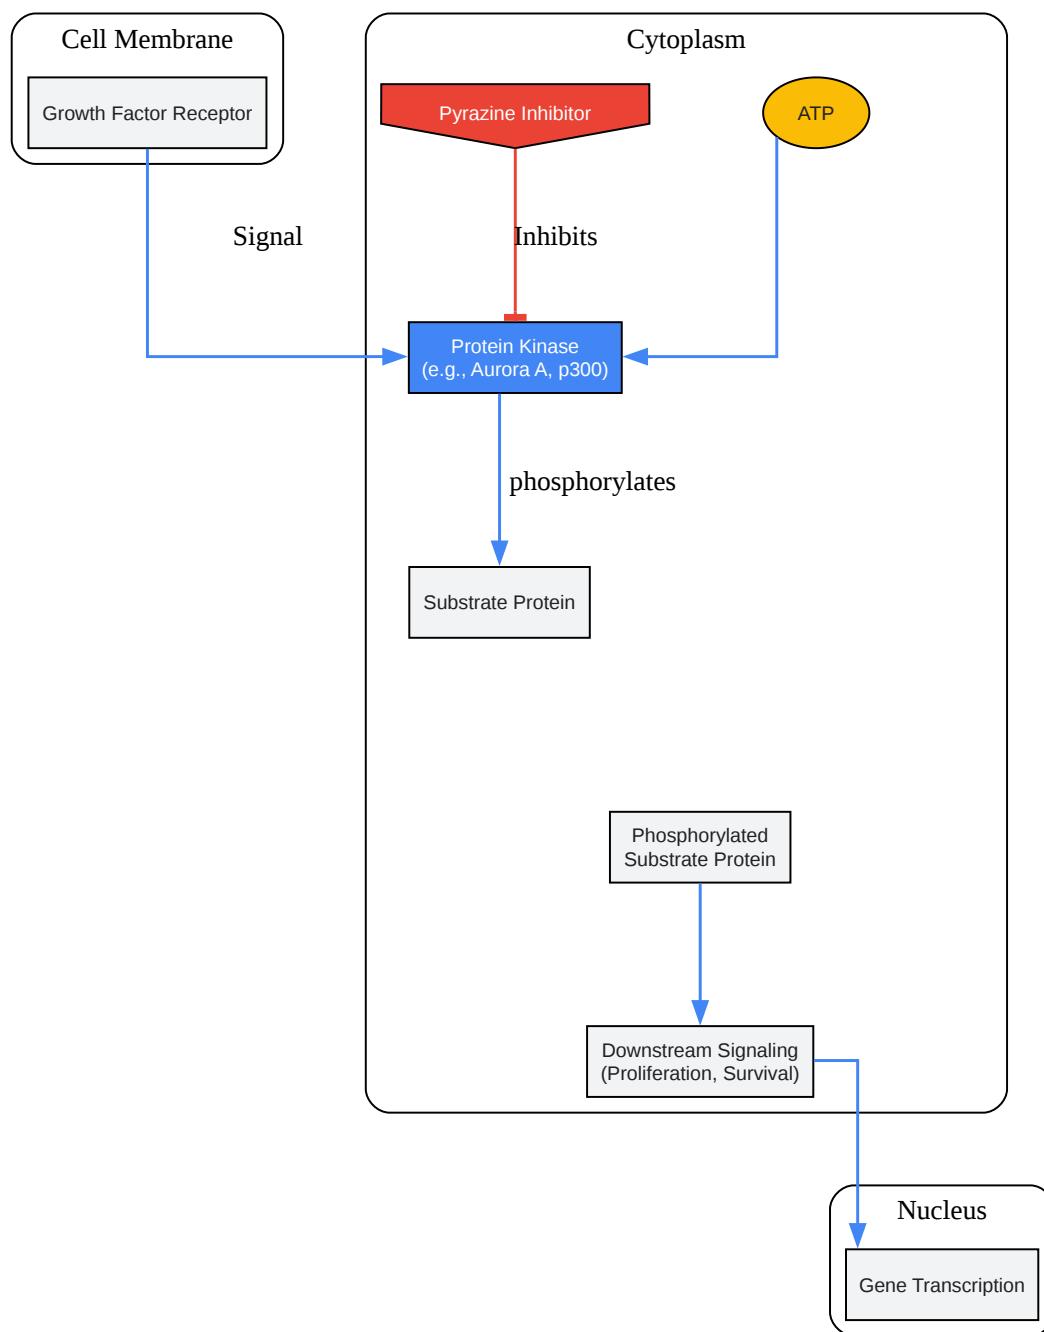 Cell Membrane
Cytoplasm
Growth Factor Receptor
Pyrazine Inhibitor
ATP
Signal
Inhibits
Protein Kinase
(e.g., Aurora A, p300)
phosphorylates
Substrate Protein
Phosphorylated
Substrate Protein
Downstream Signaling
(Proliferation, Survival)
Nucleus
Gene Transcription